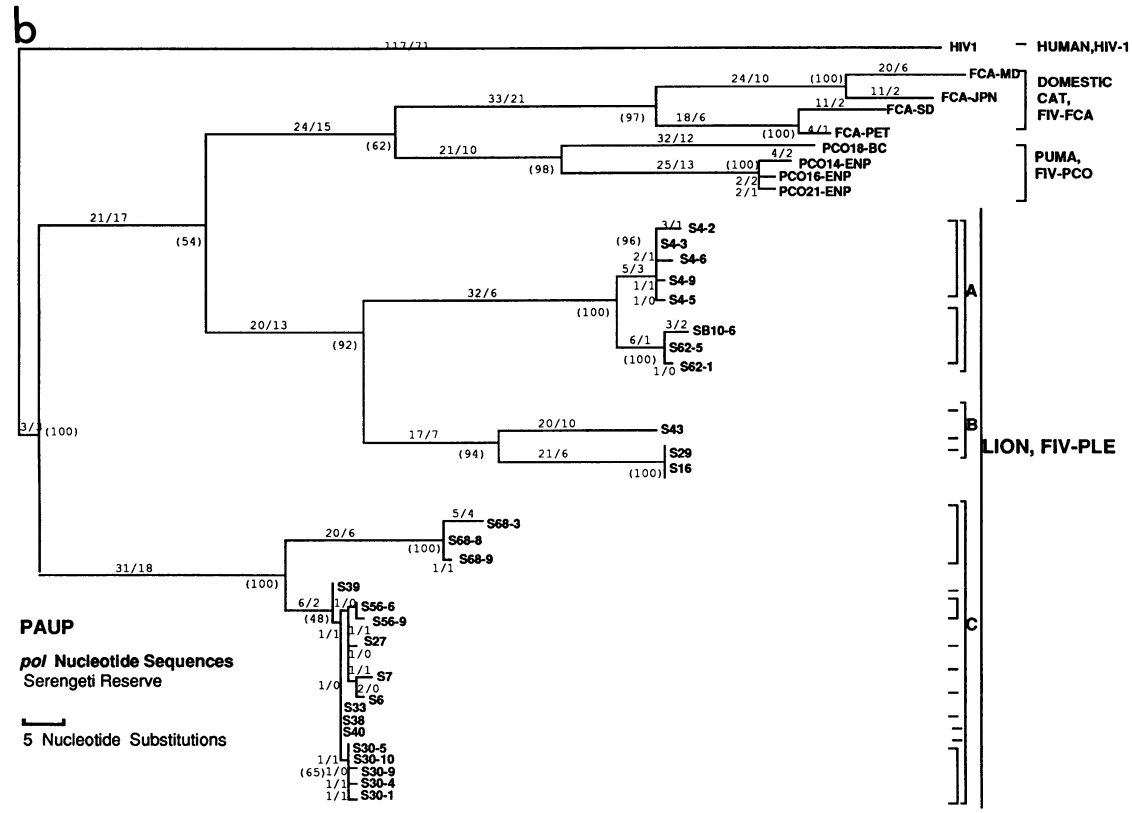 b
117/71
HIV1
HUMAN,HIV-1
20/6
FCA-MD
24/10
(100)
DOMESTIC
CAT,
FIV-FCA
11/2
FCA-JPN
33/21
11/2
FCA-SD
(97)
18/6
24/15
(100)
4/1
FCA-PET
(62)
32/12
PCO18-BC
21/10
4/2
PUMA,
FIV-PCO
(98)
25/13
(100)
PCO14-ENP
PCO16-ENP
2/2
2/1
PCO21-ENP
21/17
(54)
3/1
S4-2
(96)
S4-3
2/1
S4-6
5/3
S4-9
1/1
A
32/6
1/0
S4-5
(100)
20/13
3/2
SB10-6
(92)
6/1
S62-5
(100)
S62-1
1/0
20/10
S43
B
3/3
(100)
17/7
LION, FIV-PLE
(94)
21/6
S29
S16
(100)
5/4
S68-3
20/6
S68-8
(100)
S68-9
1/1
31/18
(100)
S39
6/2
1/0
S56-6
(48)
S56-9
C
1/1
1/1
S27
1/0
1/1
S7
1/0
2/0
S6
S33
S38
S40
S30-5
1/1
S30-10
(65)
1/0
S30-9
1/1
S30-4
1/1
S30-1
PAUP
pol Nucleotide Sequences
Serengeti Reserve
5 Nucleotide Substitutions